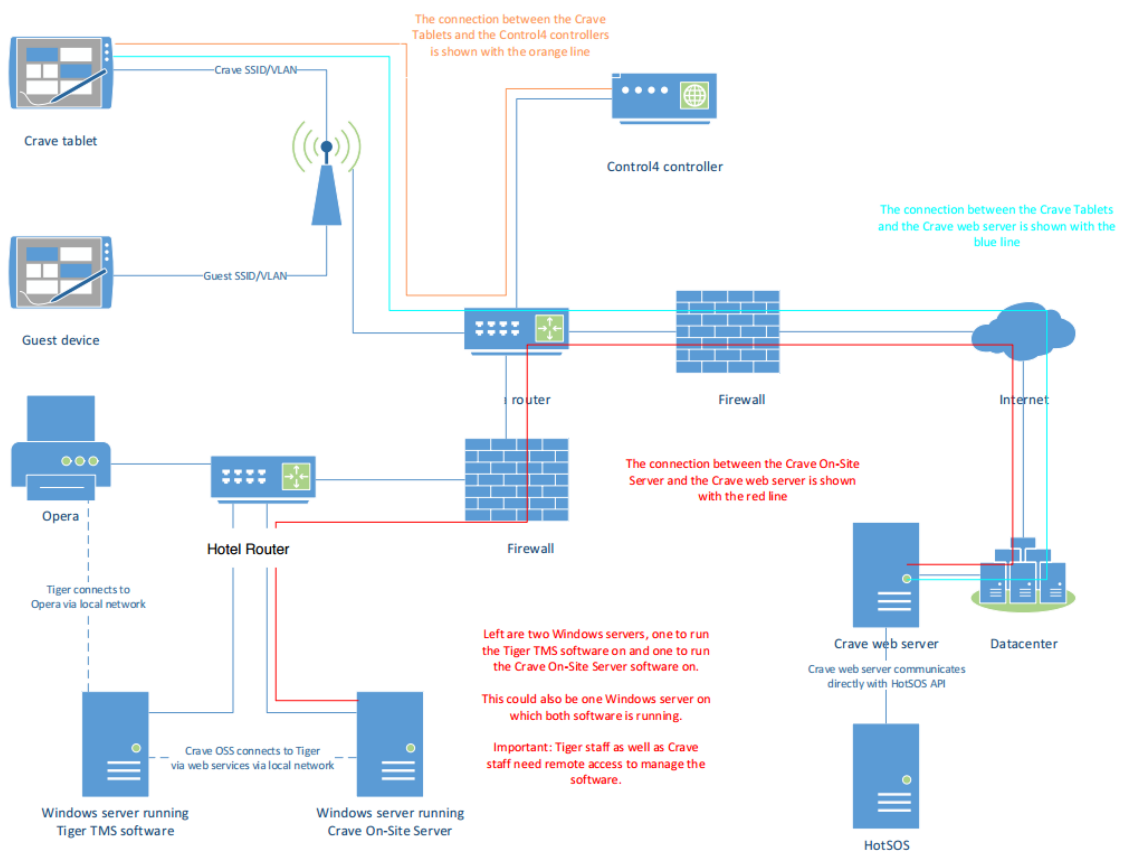 The connection between the Crave
Tablets and the Control4 controllers
is shown with the orange line
Crave SSID/VLAN
Crave tablet
Control4 controller
The connection between the Crave Tablets
and the Crave web server is shown with the
blue line
Guest SSID/VLAN
Guest device
router
Firewall
Internet
The connection between the Crave On-Site
Server and the Crave web server is shown
with the red line
Opera
Hotel Router
Firewall
Tiger connects to
Opera via local network
Left are two Windows servers, one to run
the Tiger TMS software on and one to run
the Crave On-Site Server software on.
This could also be one Windows server on
which both software is running.
Important: Tiger staff as well as Crave
staff need remote access to manage the
software.
Crave web server
Datacenter
Crave web server communicates
directly with HotSOS API
Crave OSS connects to Tiger
via web services via local network
Windows server running
Tiger TMS software
Windows server running
Crave On-Site Server
HotSOS